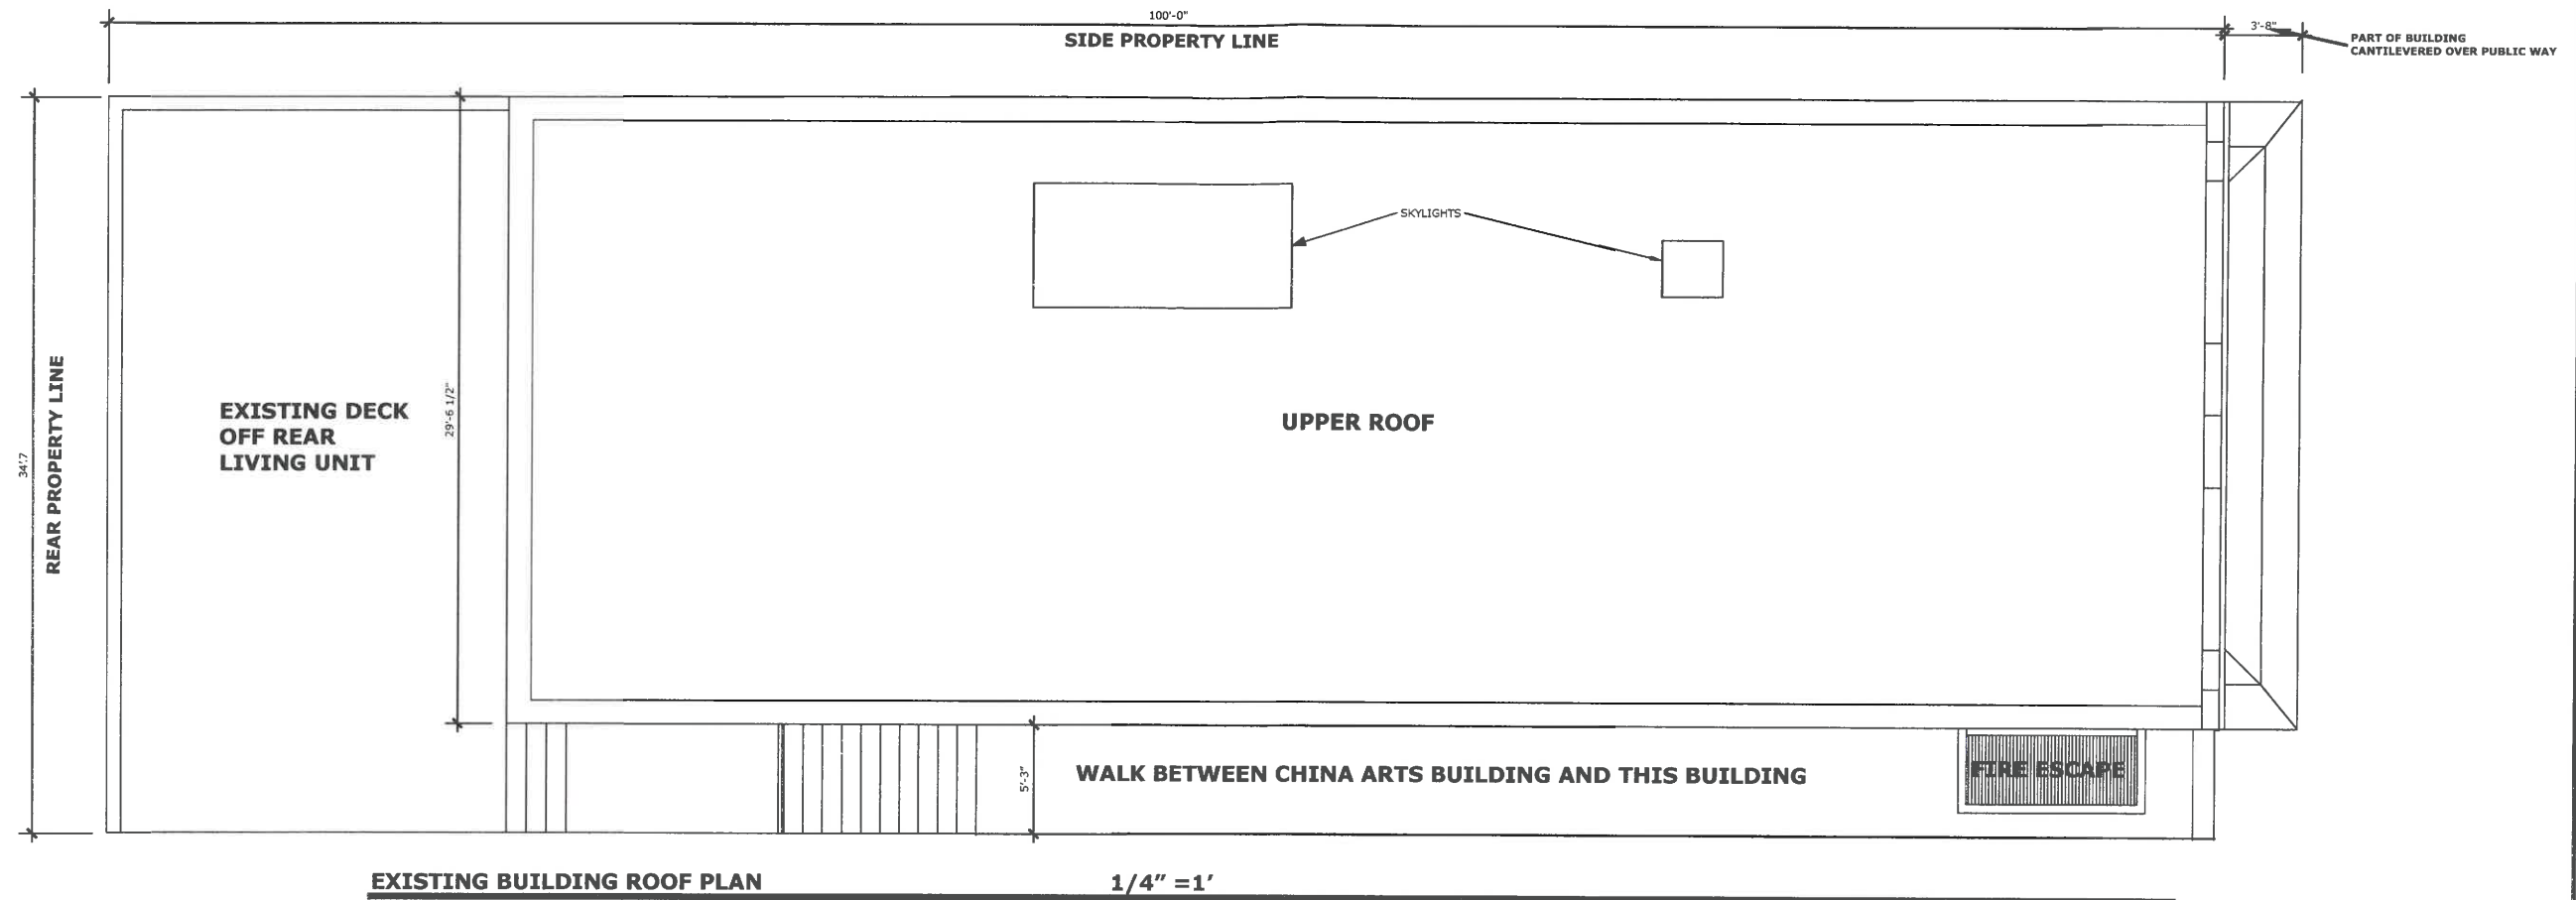 100'-0"
SIDE PROPERTY LINE
3'-8"
PART OF BUILDING
CANTILEVERED OVER PUBLIC WAY
SKYLIGHTS
EXISTING DECK
OFF REAR
LIVING UNIT
29'-6 1/2"
UPPER ROOF
34'.7
REAR PROPERTY LINE
5'-3"
WALK BETWEEN CHINA ARTS BUILDING AND THIS BUILDING
FIRE ESCAPE
EXISTING BUILDING ROOF PLAN
1/4" =1'